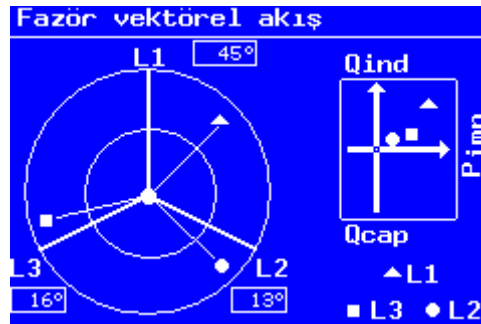 Fazör vektörel akış
L1 45°
Qind
Pimp
Qcap
L3 L2
▲L1
16° 13°
■ L3 ● L2